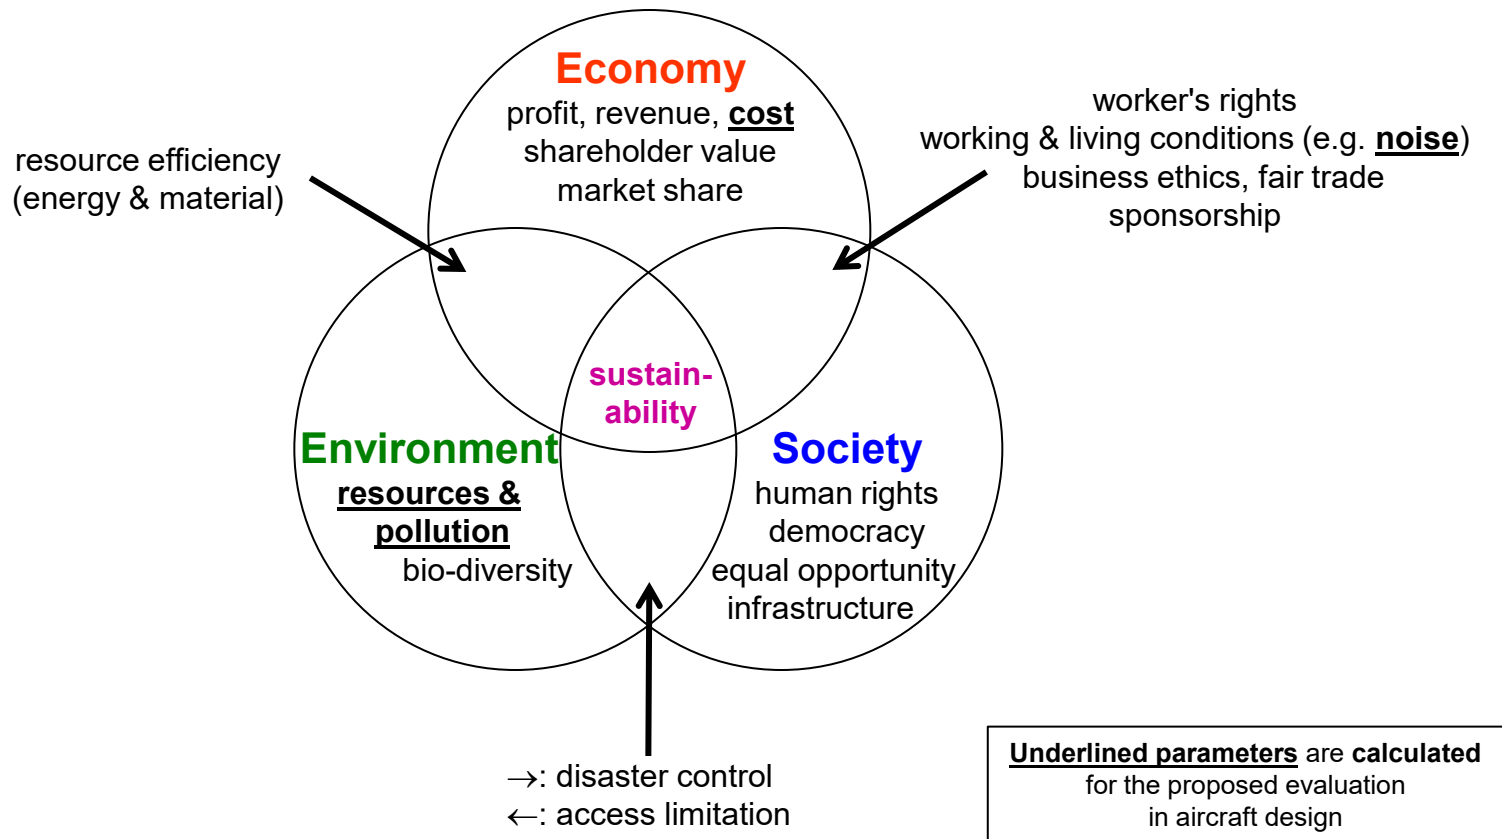 Economy
profit, revenue, cost
shareholder value
market share
resource efficiency
(energy & material)
worker's rights
working & living conditions (e.g. noise)
business ethics, fair trade
sponsorship
sustain-
ability
Environment
resources &
pollution
bio-diversity
Society
human rights
democracy
equal opportunity
infrastructure
→: disaster control
←: access limitation
Underlined parameters are calculated
for the proposed evaluation
in aircraft design